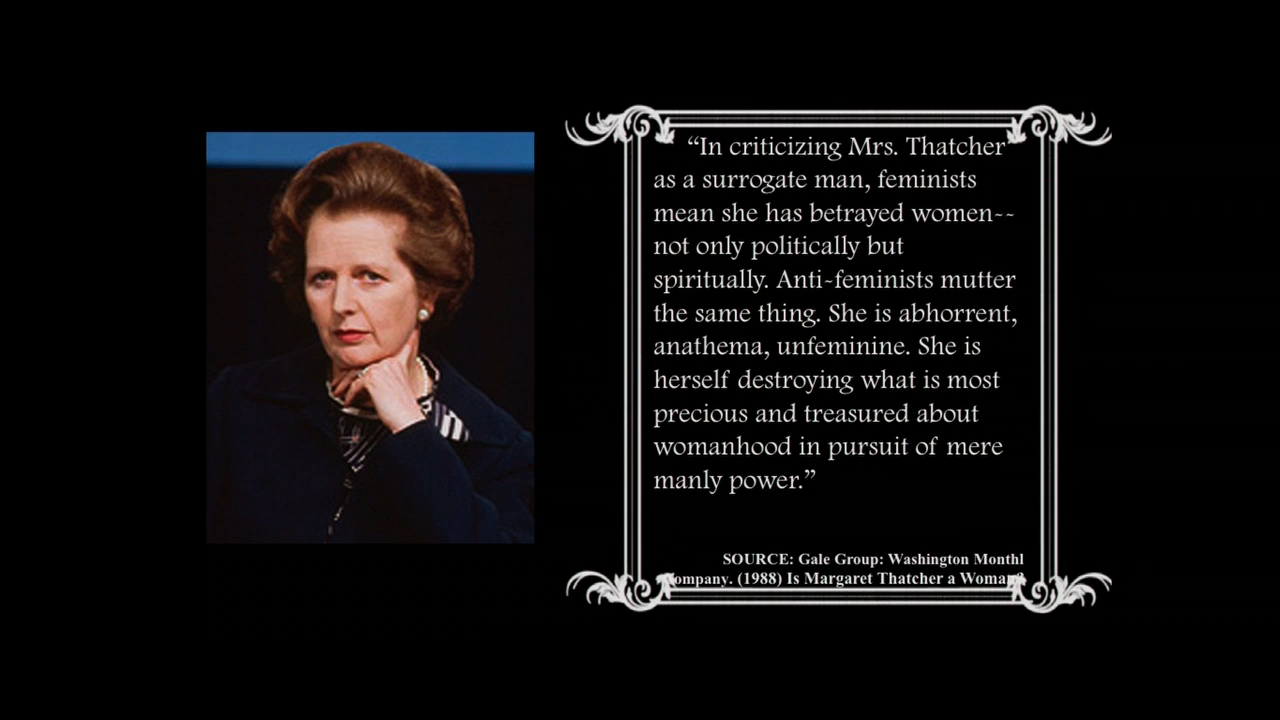 “In criticizing Mrs. Thatcher
as a surrogate man, feminists
mean she has betrayed women--
not only politically but
spiritually. Anti-feminists mutter
the same thing. She is abhorrent,
anathema, unfeminine. She is
herself destroying what is most
precious and treasured about
womanhood in pursuit of mere
manly power.”
SOURCE: Gale Group: Washington Monthl
ompany. (1988) Is Margaret Thatcher a Woman?